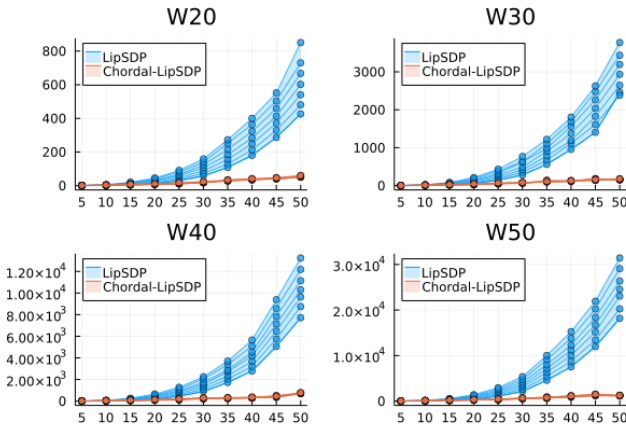 W20
800
600
400
200
0
LipSDP
Chordal-LipSDP
5 10 15 20 25 30 35 40 45 50
W30
3000
2000
1000
0
LipSDP
Chordal-LipSDP
5 10 15 20 25 30 35 40 45 50
W40
1.20×10⁴
1.00×10⁴
8.00×10³
6.00×10³
4.00×10³
2.00×10³
0
LipSDP
Chordal-LipSDP
5 10 15 20 25 30 35 40 45 50
W50
3.0×10⁴
2.0×10⁴
1.0×10⁴
0
LipSDP
Chordal-LipSDP
5 10 15 20 25 30 35 40 45 50